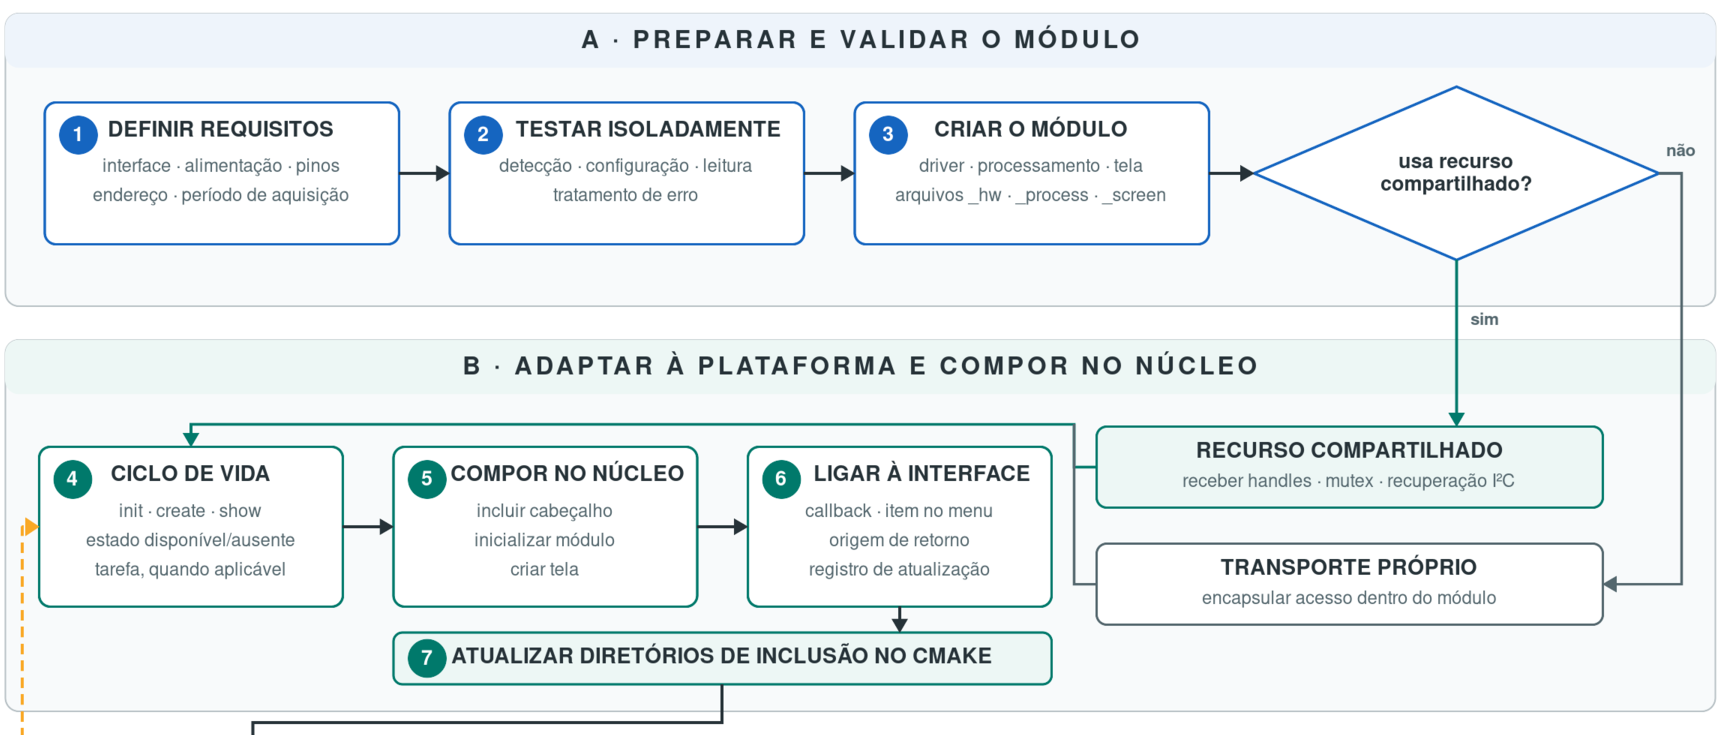 A · PREPARAR E VALIDAR O MÓDULO
1 DEFINIR REQUISITOS
interface · alimentação · pinos
endereço · período de aquisição
2 TESTAR ISOLADAMENTE
detecção · configuração · leitura
tratamento de erro
3 CRIAR O MÓDULO
driver · processamento · tela
arquivos _hw · _process · _screen
usa recurso
compartilhado?
não
sim
B · ADAPTAR À PLATAFORMA E COMPOR NO NÚCLEO
4 CICLO DE VIDA
init · create · show
estado disponível/ausente
tarefa, quando aplicável
5 COMPOR NO NÚCLEO
incluir cabeçalho
inicializar módulo
criar tela
6 LIGAR À INTERFACE
callback · item no menu
origem de retorno
registro de atualização
RECURSO COMPARTILHADO
receber handles · mutex · recuperação I²C
TRANSPORTE PRÓPRIO
encapsular acesso dentro do módulo
7 ATUALIZAR DIRETÓRIOS DE INCLUSÃO NO CMAKE